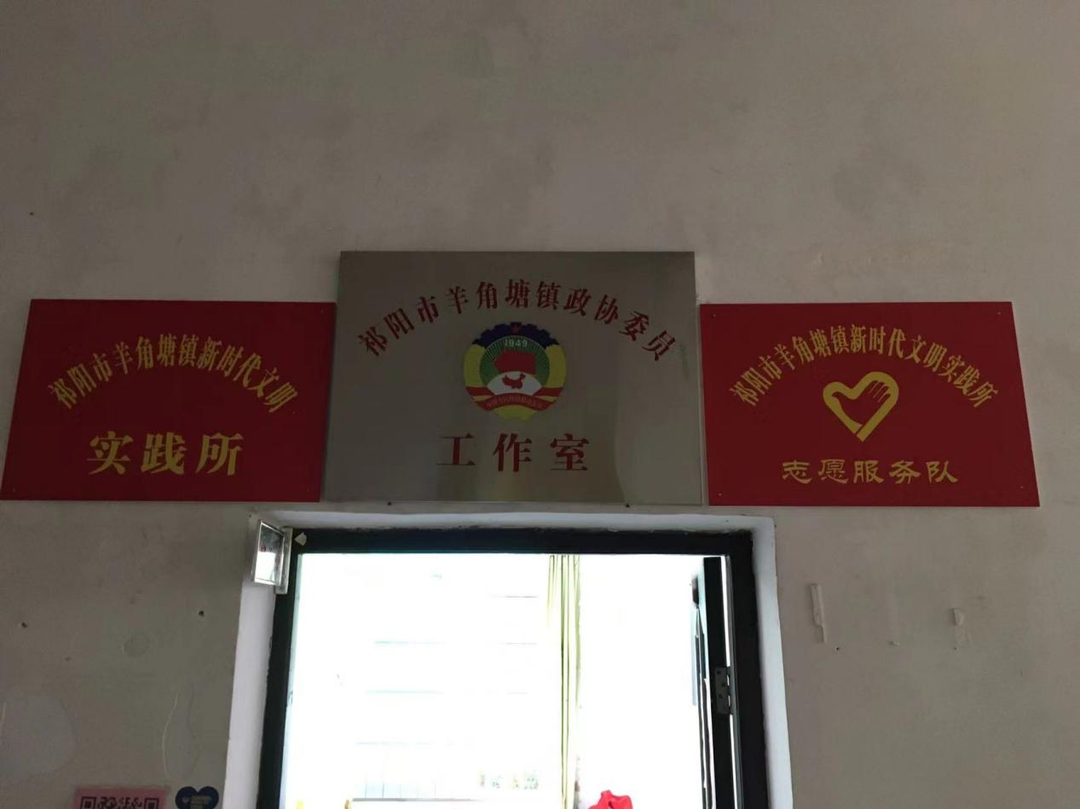 祁阳市羊角塘镇新时代文明
实践所
祁阳市羊角塘镇政协委员
1949
工作室
祁阳市羊角塘镇新时代文明实践所
志愿服务队